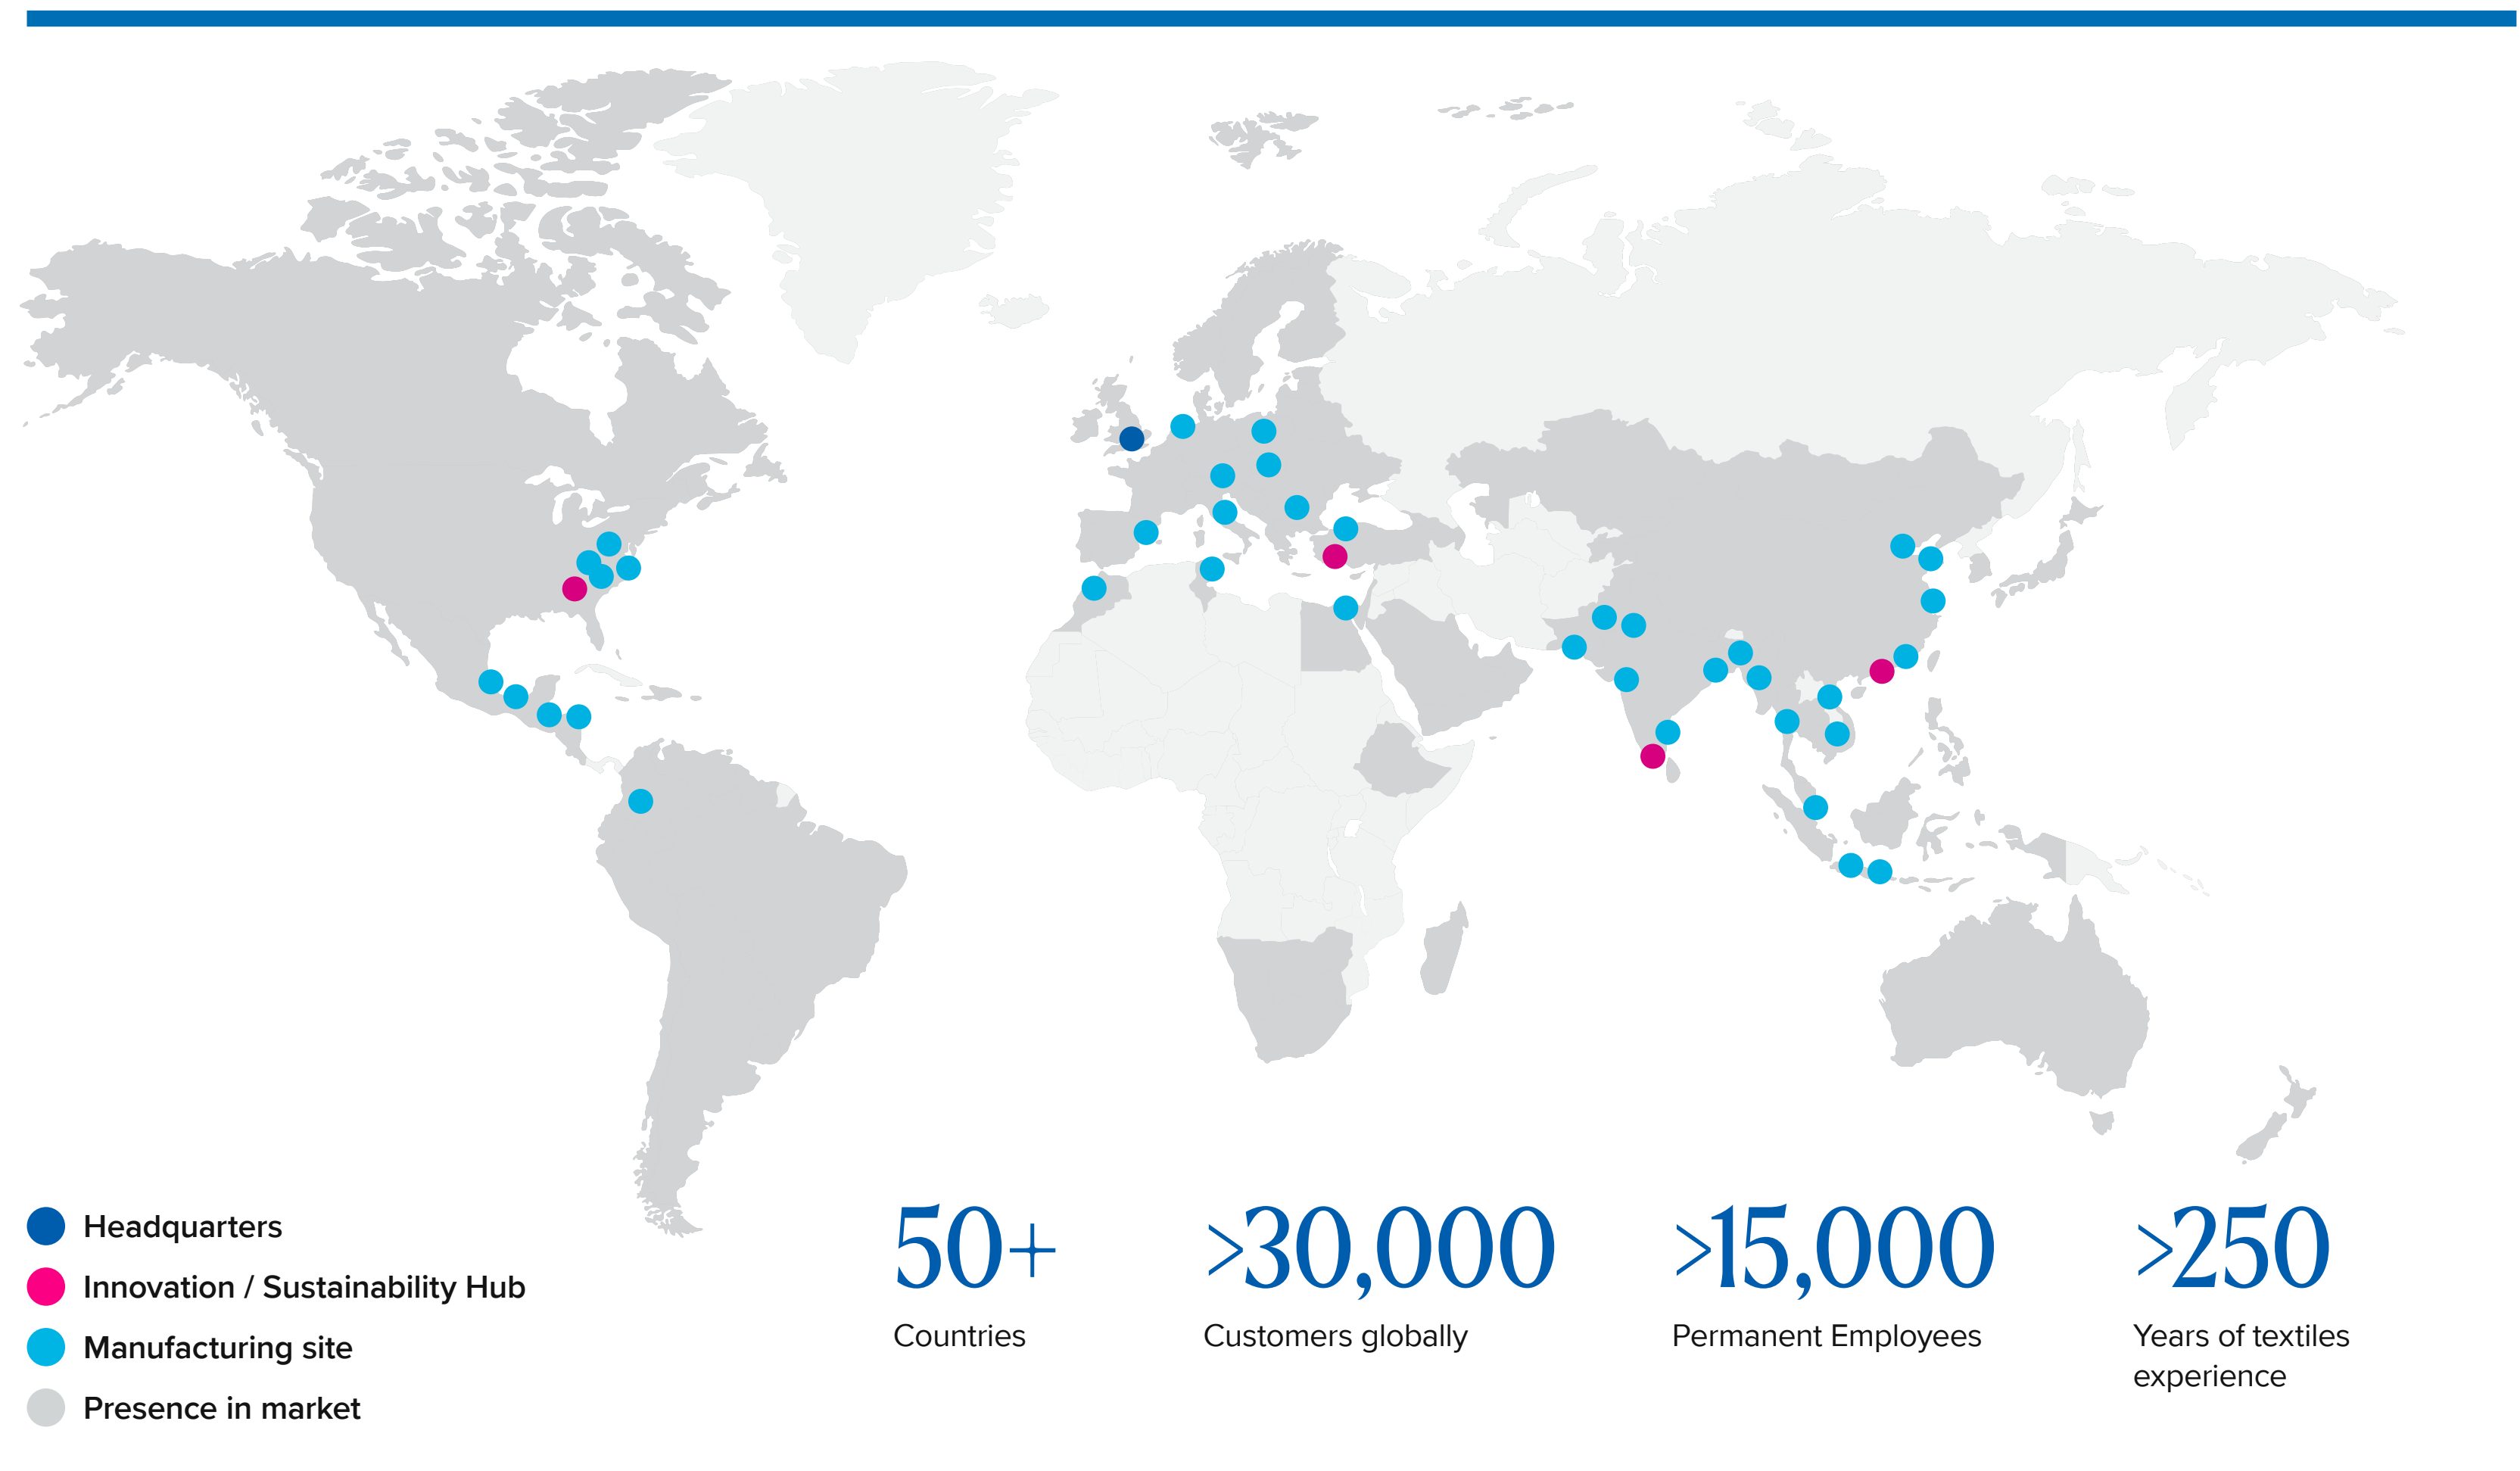 Headquarters
Innovation / Sustainability Hub
Manufacturing site
Presence in market
50+
Countries
>30,000
Customers globally
>15,000
Permanent Employees
>250
Years of textiles
experience